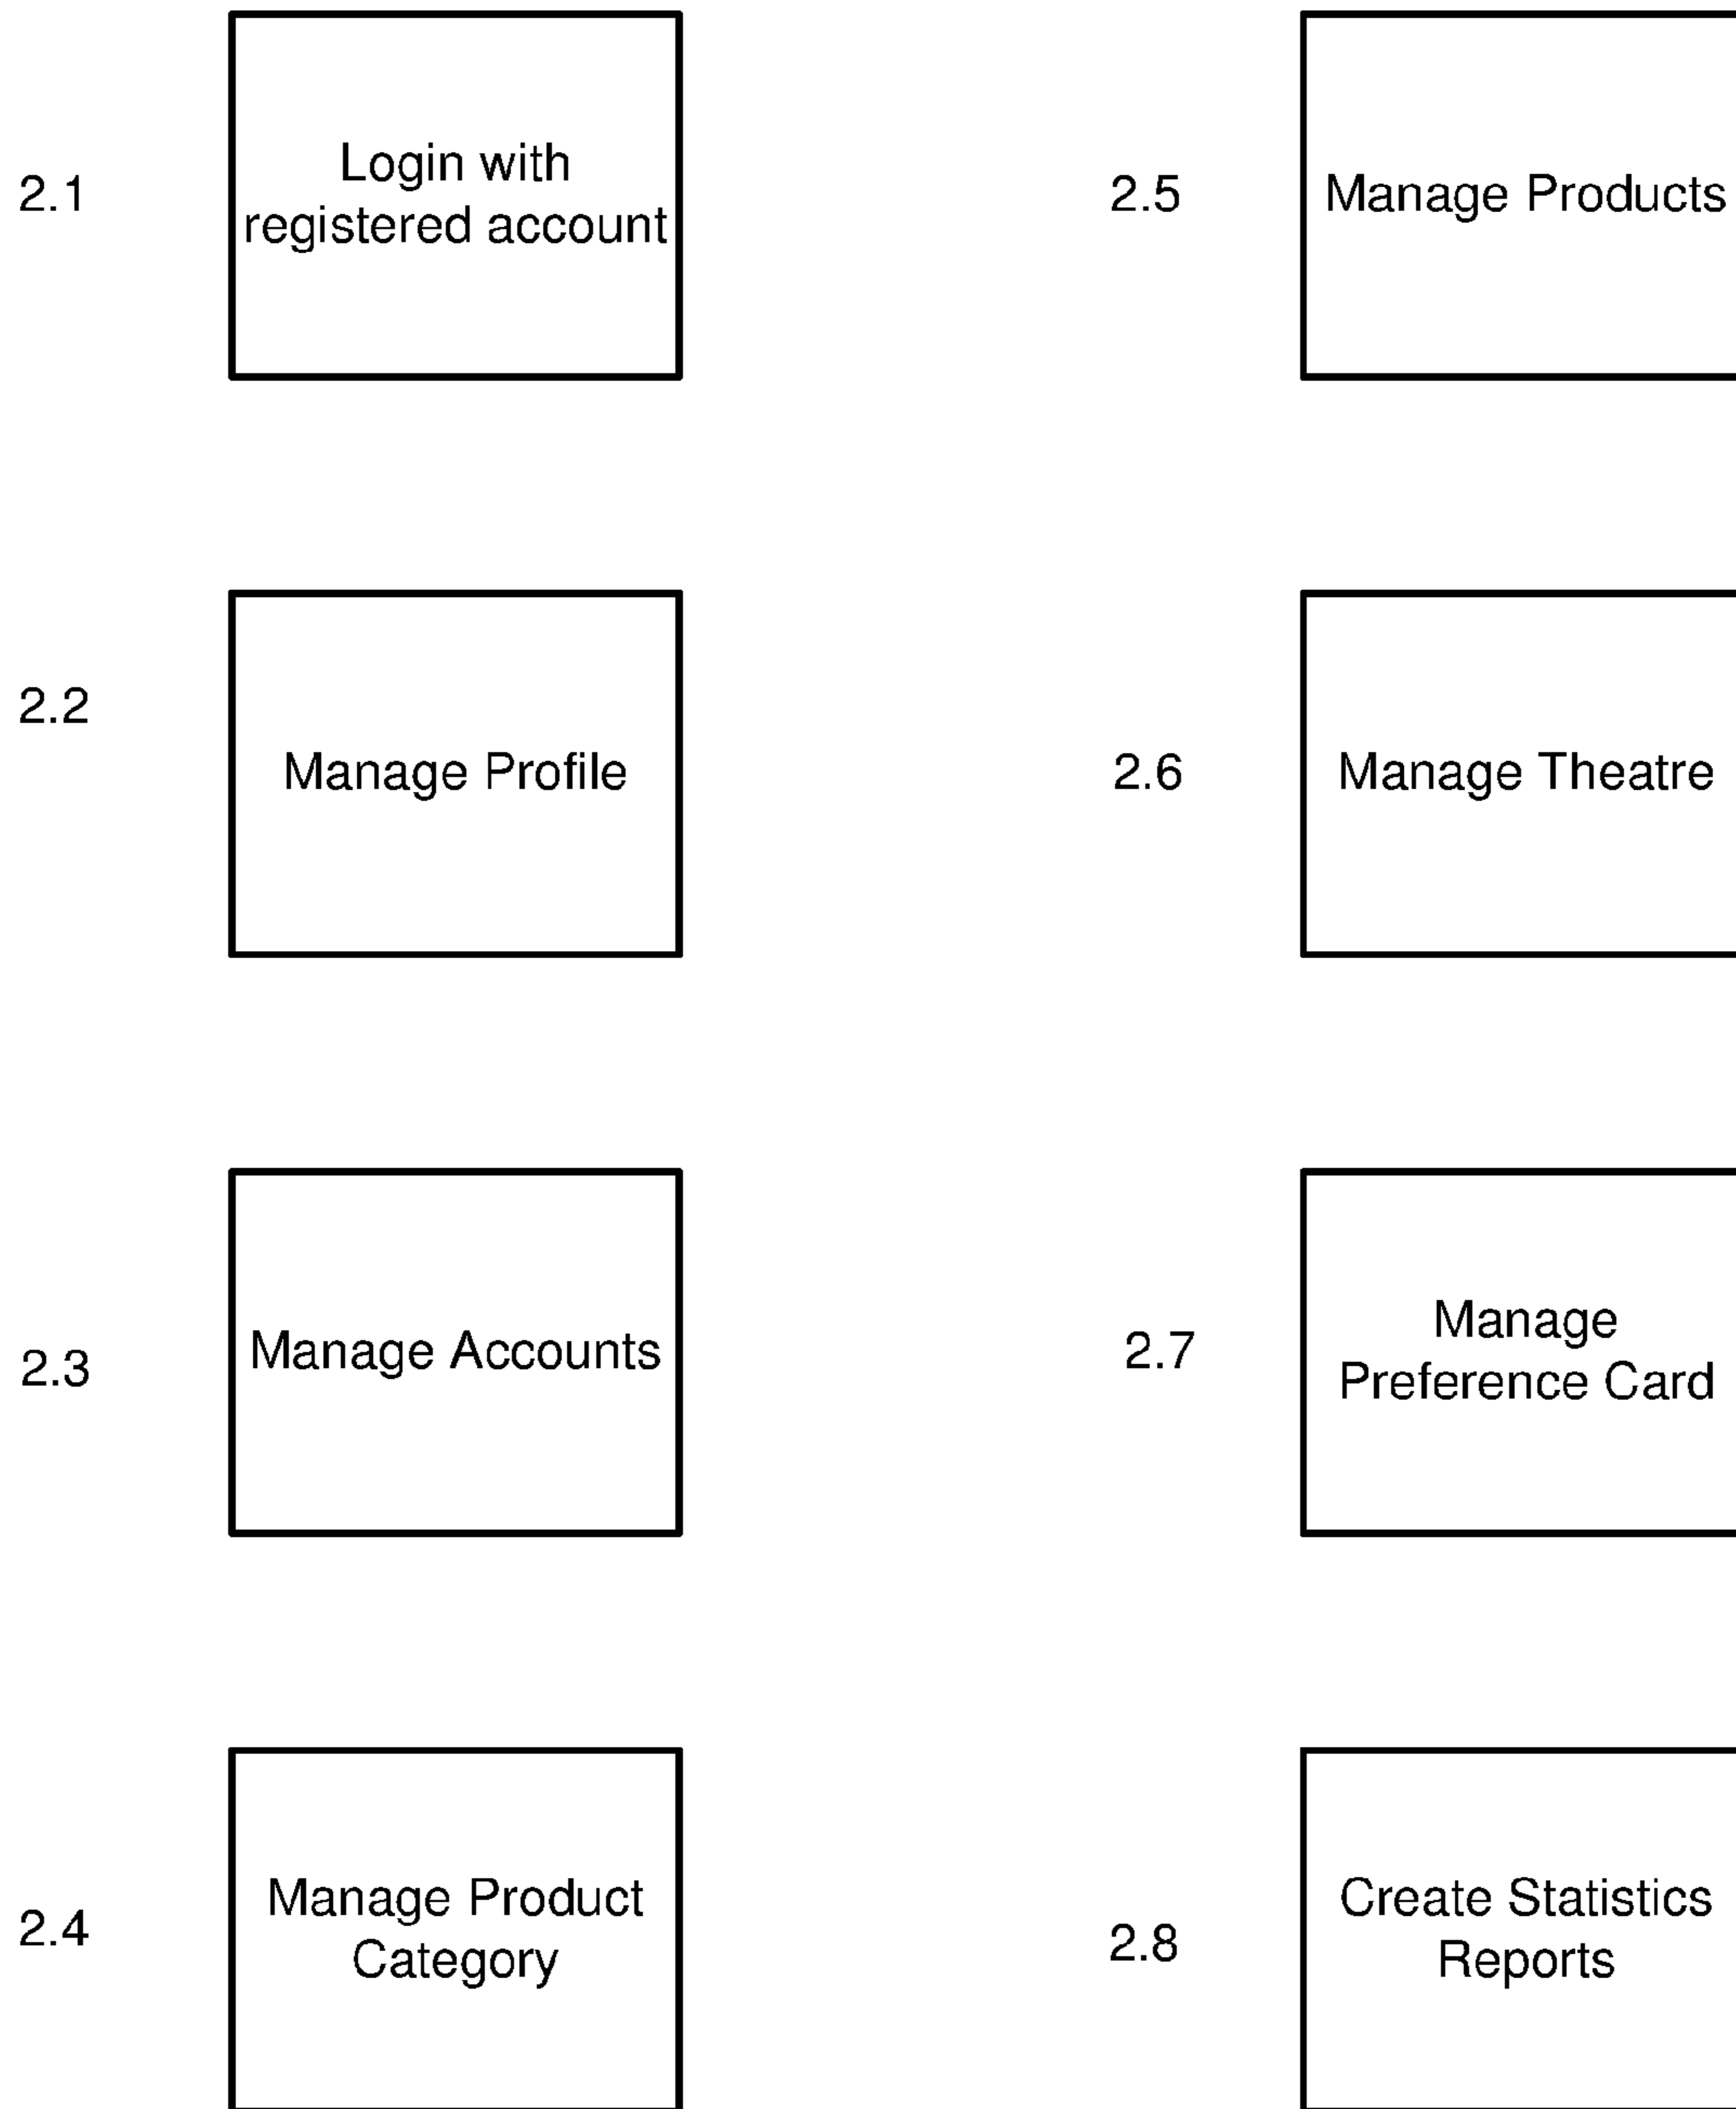 2.1
Login with
registered account
2.2
Manage Profile
2.3
Manage Accounts
2.4
Manage Product
Category
2.5
Manage Products
2.6
Manage Theatre
2.7
Manage
Preference Card
2.8
Create Statistics
Reports